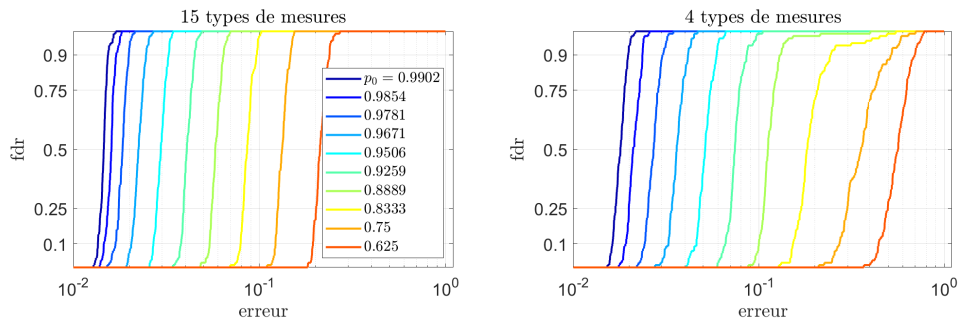 15 types de mesures
fdr
0.9
0.75
0.5
0.25
0.1
p₀ = 0.9902
0.9854
0.9781
0.9671
0.9506
0.9259
0.8889
0.8333
0.75
0.625
10⁻² 10⁻¹ 10⁰
erreur
4 types de mesures
fdr
0.9
0.75
0.5
0.25
0.1
10⁻² 10⁻¹ 10⁰
erreur